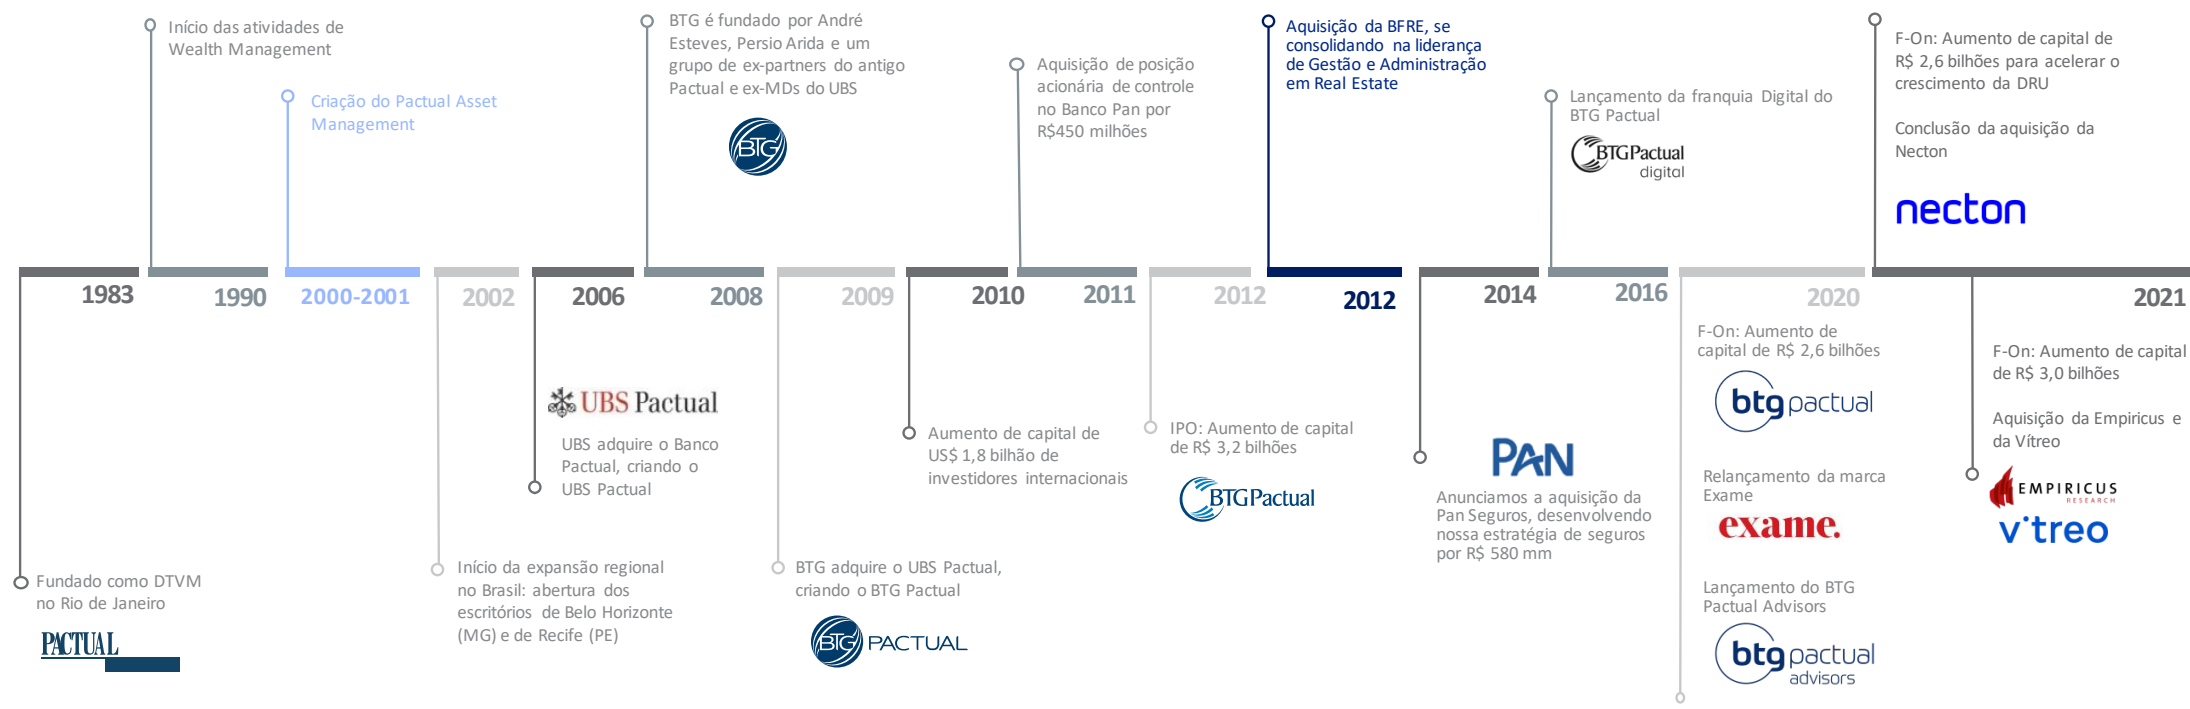 Início das atividades de
Wealth Management
Criação do Pactual Asset
Management
BTG é fundado por André
Esteves, Persio Arida e um
grupo de ex-partners do antigo
Pactual e ex-MDs do UBS
BTG
Aquisição de posição
acionária de controle
no Banco Pan por
R$450 milhões
Aquisição da BFRE, se
consolidando na liderança
de Gestão e Administração
em Real Estate
Lançamento da franquia Digital do
BTG Pactual
BTGPactual
digital
F-On: Aumento de capital de
R$ 2,6 bilhões para acelerar o
crescimento da DRU
Conclusão da aquisição da
Necton
necton
1983
1990
2000-2001
2002
2006
2008
2009
2010
2011
2012
2012
2014
2016
2020
2021
Fundado como DTVM
no Rio de Janeiro
PACTUAL
Início da expansão regional
no Brasil: abertura dos
escritórios de Belo Horizonte
(MG) e de Recife (PE)
UBS Pactual
UBS adquire o Banco
Pactual, criando o
UBS Pactual
BTG adquire o UBS Pactual,
criando o BTG Pactual
BTG PACTUAL
Aumento de capital de
US$ 1,8 bilhão de
investidores internacionais
IPO: Aumento de capital
de R$ 3,2 bilhões
BTGPactual
PAN
Anunciamos a aquisição da
Pan Seguros, desenvolvendo
nossa estratégia de seguros
por R$ 580 mm
F-On: Aumento de
capital de R$ 2,6 bilhões
btg pactual
Relançamento da marca
Exame
exame.
Lançamento do BTG
Pactual Advisors
btg pactual
advisors
F-On: Aumento de capital
de R$ 3,0 bilhões
Aquisição da Empiricus e
da Vítreo
EMPIRICUS
RESEARCH
vitreo